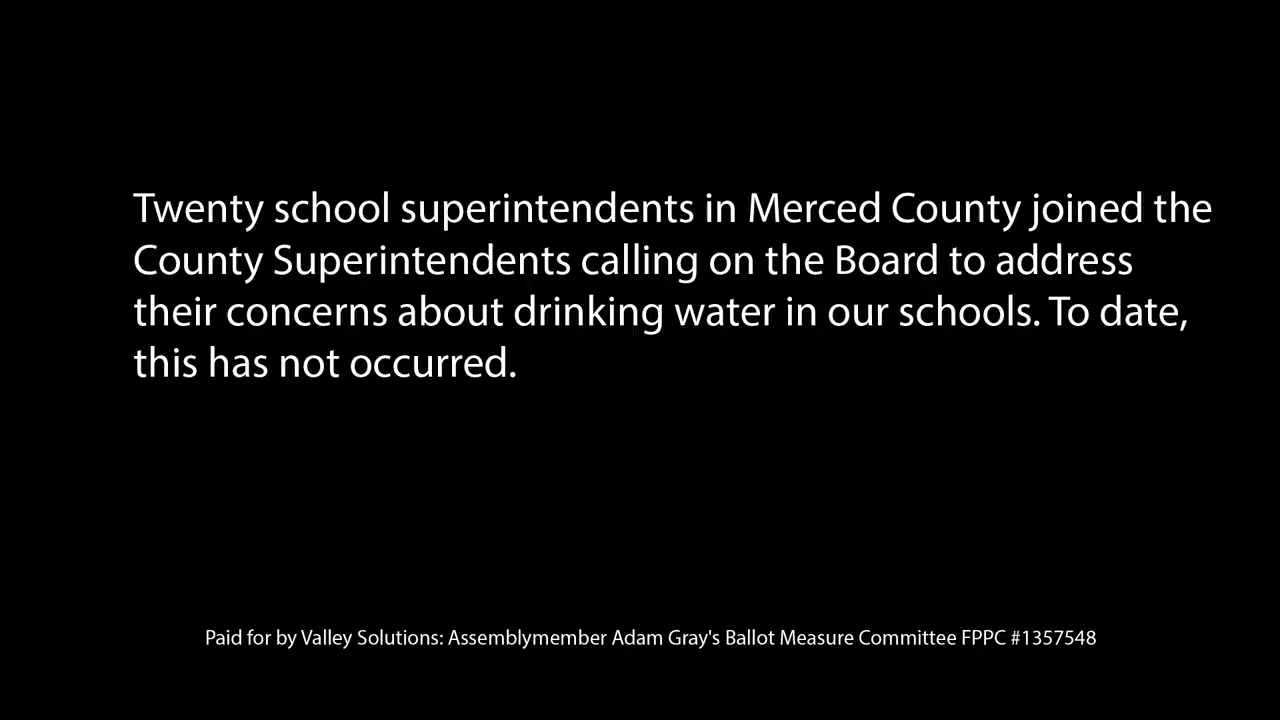 Twenty school superintendents in Merced County joined the
County Superintendents calling on the Board to address
their concerns about drinking water in our schools. To date,
this has not occurred.
Paid for by Valley Solutions: Assemblymember Adam Gray's Ballot Measure Committee FPPC #1357548